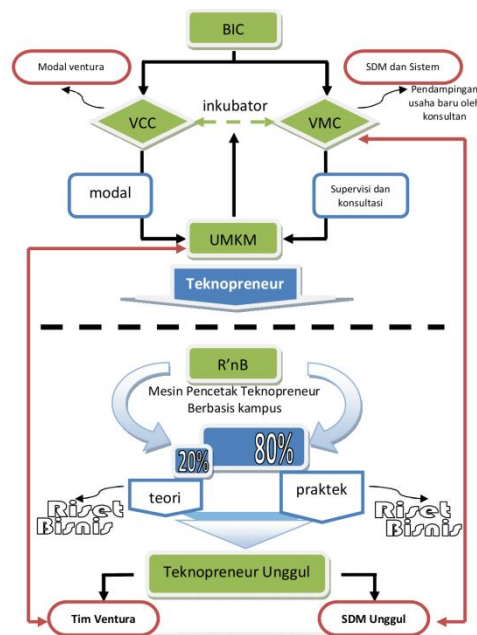 BIC
Modal ventura
SDM dan Sistem
VCC
inkubator
VMC
Pendampingan
usaha baru oleh
konsultan
modal
Supervisi dan
konsultasi
UMKM
Teknopreneur
R'nB
Mesin Pencetak Teknopreneur
Berbasis kampus
20%
80%
teori
praktek
Riset
Bisnis
Riset
Bisnis
Teknopreneur Unggul
Tim Ventura
SDM Unggul